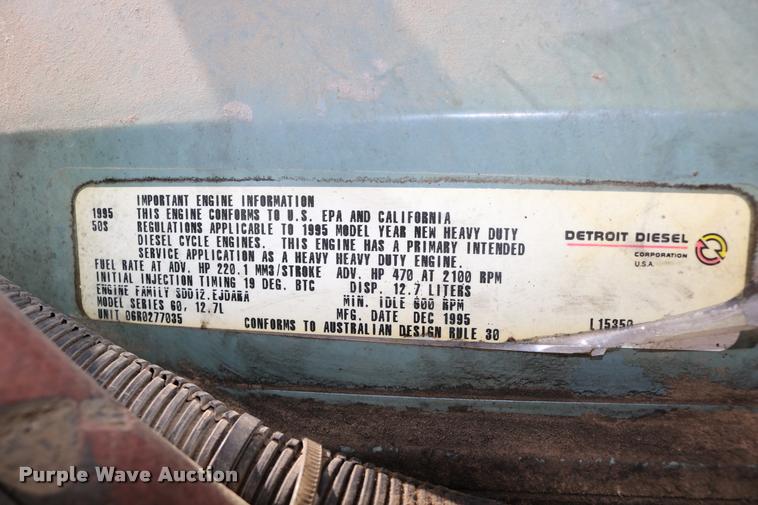 IMPORTANT ENGINE INFORMATION
1995 THIS ENGINE CONFORMS TO U.S. EPA AND CALIFORNIA
50S REGULATIONS APPLICABLE TO 1995 MODEL YEAR NEW HEAVY DUTY
DIESEL CYCLE ENGINES. THIS ENGINE HAS A PRIMARY INTENDED
SERVICE APPLICATION AS A HEAVY HEAVY DUTY ENGINE.
FUEL RATE AT ADV. HP 220.1 MM3/STROKE ADV. HP 470 AT 2100 RPM
INITIAL INJECTION TIMING 19 DEG. BTC DISP. 12.7 LITERS
ENGINE FAMILY SDD12.EJDARA MIN. IDLE 600 RPM
MODEL SERIES 60, 12.7L MFG. DATE DEC 1995
UNIT 06R0277035 CONFORMS TO AUSTRALIAN DESIGN RULE 30
DETROIT DIESEL
CORPORATION
U.S.A.
Purple Wave Auction